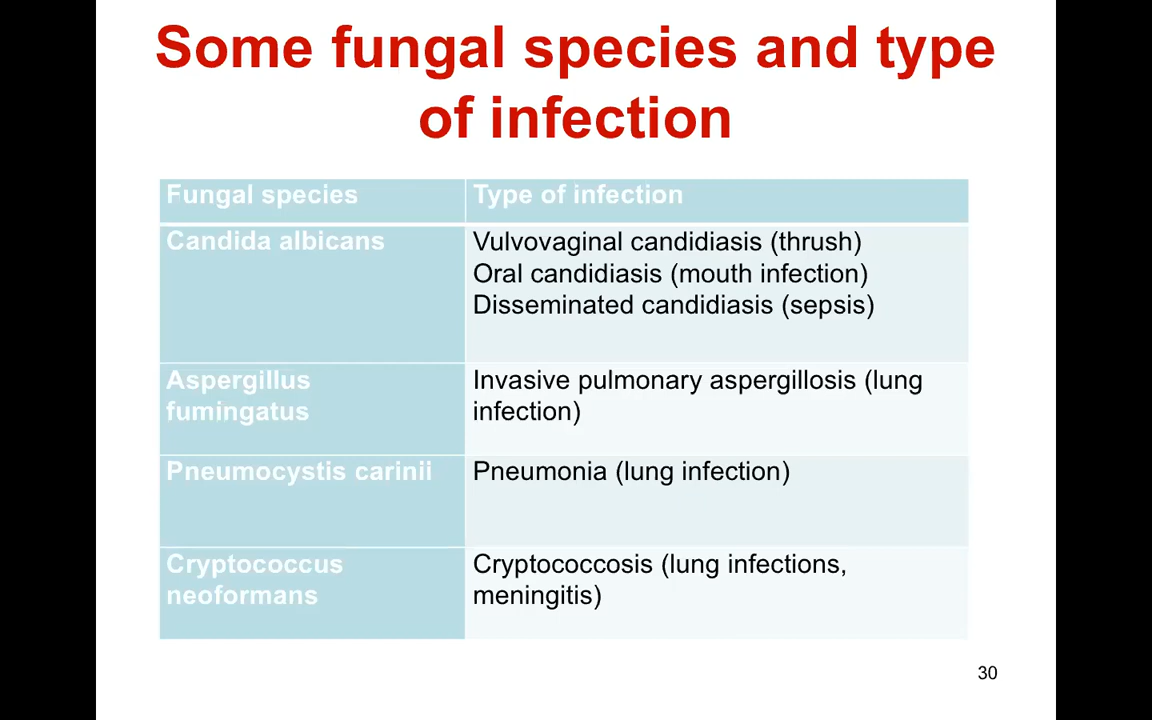 Some fungal species and type
of infection
Fungal species
Type of infection
Candida albicans
Vulvovaginal candidiasis (thrush)
Oral candidiasis (mouth infection)
Disseminated candidiasis (sepsis)
Aspergillus
fumingatus
Invasive pulmonary aspergillosis (lung
infection)
Pneumocystis carinii
Pneumonia (lung infection)
Cryptococcus
neoformans
Cryptococcosis (lung infections,
meningitis)
30